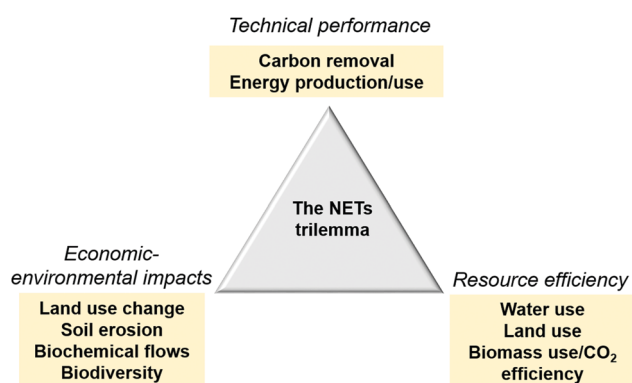 Technical performance
Carbon removal
Energy production/use
The NETs
trilemma
Economic-
environmental impacts
Land use change
Soil erosion
Biochemical flows
Biodiversity
Resource efficiency
Water use
Land use
Biomass use/CO₂
efficiency